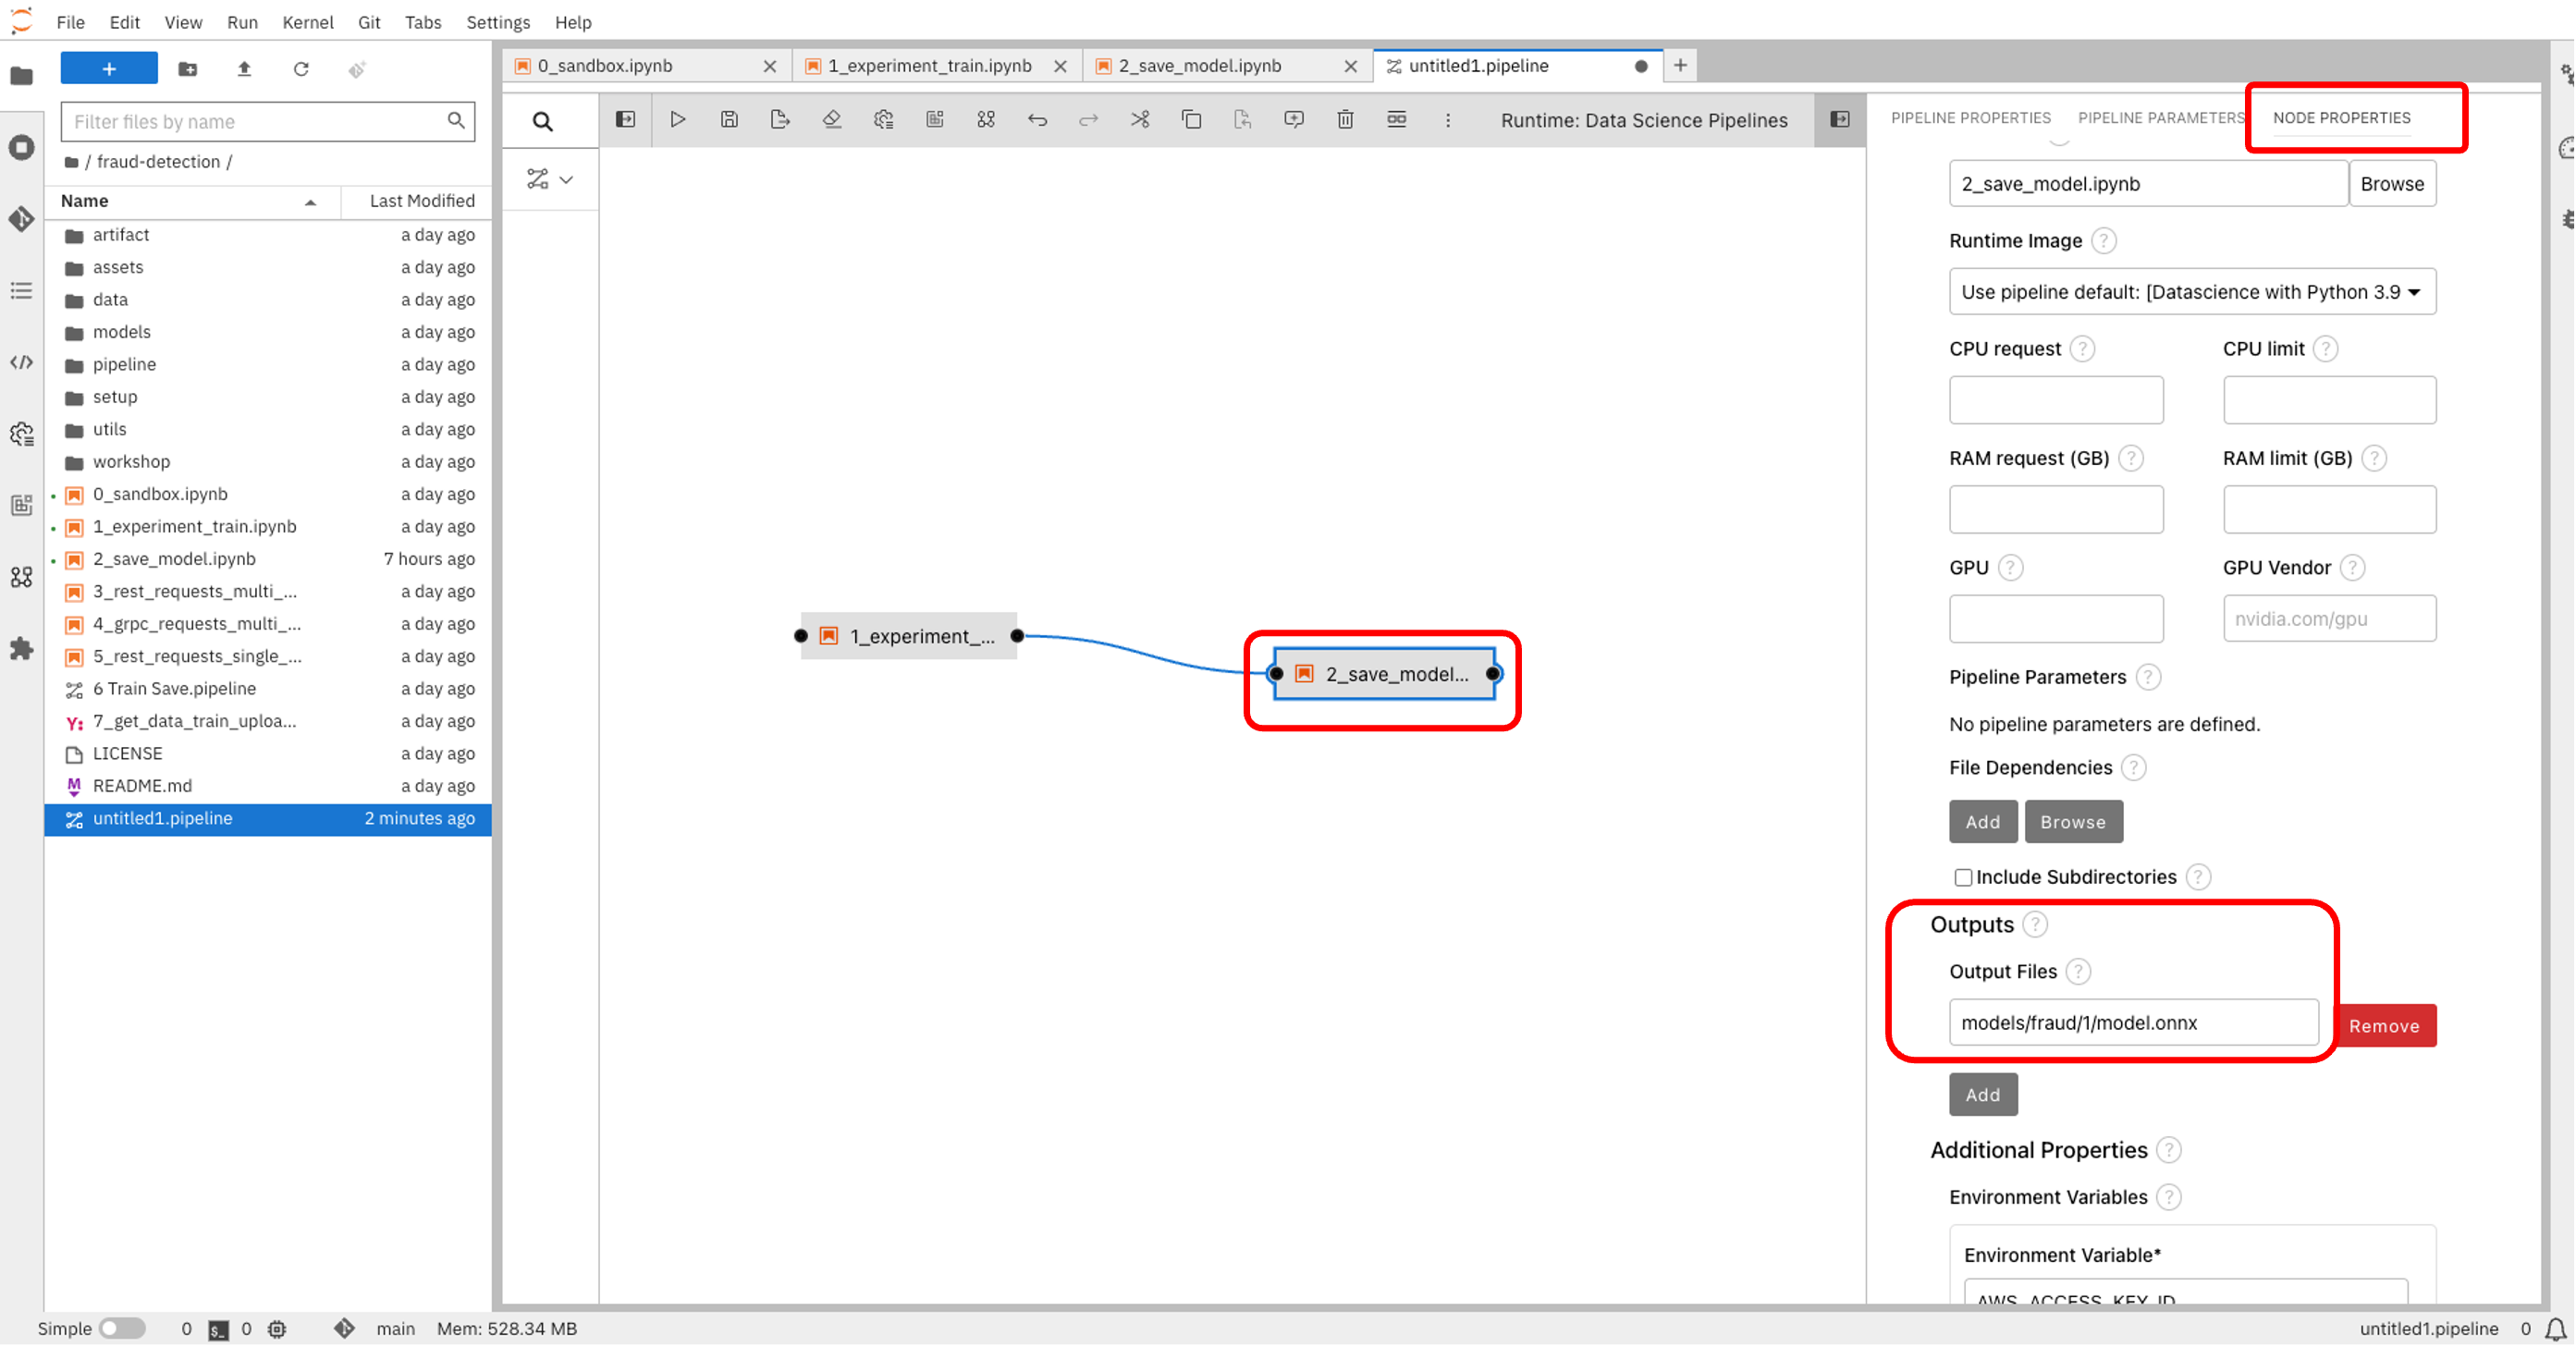 File Edit View Run Kernel Git Tabs Settings Help
+
Filter files by name
/ fraud-detection /
Name Last Modified
artifact a day ago
assets a day ago
data a day ago
models a day ago
pipeline a day ago
setup a day ago
utils a day ago
workshop a day ago
0_sandbox.ipynb a day ago
1_experiment_train.ipynb a day ago
2_save_model.ipynb 7 hours ago
3_rest_requests_multi_... a day ago
4_grpc_requests_multi_... a day ago
5_rest_requests_single_... a day ago
6 Train Save.pipeline a day ago
Y: 7_get_data_train_uploa... a day ago
LICENSE a day ago
README.md a day ago
untitled1.pipeline 2 minutes ago
0_sandbox.ipynb 1_experiment_train.ipynb 2_save_model.ipynb untitled1.pipeline
Runtime: Data Science Pipelines
1_experiment_...
2_save_model...
PIPELINE PROPERTIES PIPELINE PARAMETERS NODE PROPERTIES
2_save_model.ipynb Browse
Runtime Image ?
Use pipeline default: [Datascience with Python 3.9
CPU request ? CPU limit ?
RAM request (GB) ? RAM limit (GB) ?
GPU ? GPU Vendor ?
nvidia.com/gpu
Pipeline Parameters ?
No pipeline parameters are defined.
File Dependencies ?
Add Browse
Include Subdirectories ?
Outputs ?
Output Files ?
models/fraud/1/model.onnx Remove
Add
Additional Properties ?
Environment Variables ?
Environment Variable*
AWS_ACCESS_KEY_ID
Simple 0 $_ 0 main Mem: 528.34 MB untitled1.pipeline 0